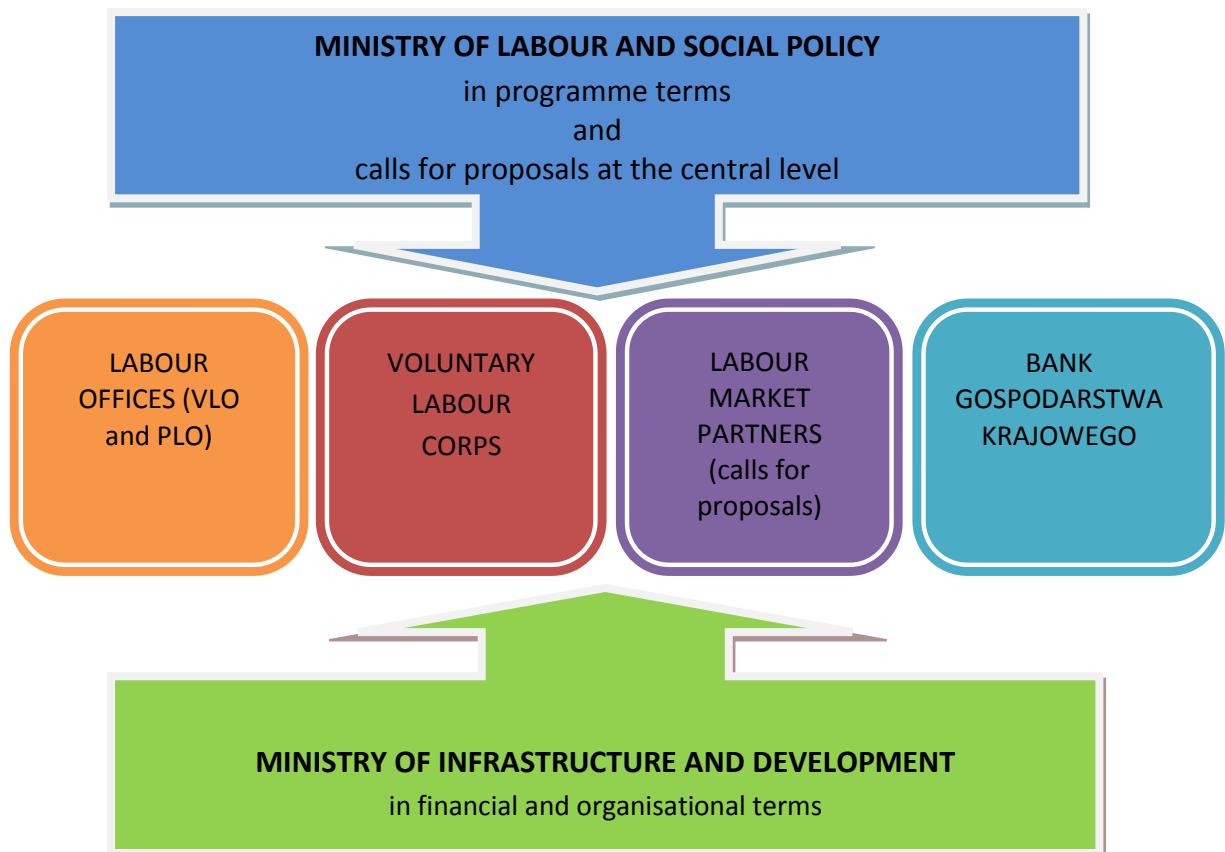 MINISTRY OF LABOUR AND SOCIAL POLICY
in programme terms
and
calls for proposals at the central level
LABOUR
OFFICES (VLO
and PLO)
VOLUNTARY
LABOUR
CORPS
LABOUR
MARKET
PARTNERS
(calls for
proposals)
BANK
GOSPODARSTWA
KRAJOWEGO
MINISTRY OF INFRASTRUCTURE AND DEVELOPMENT
in financial and organisational terms